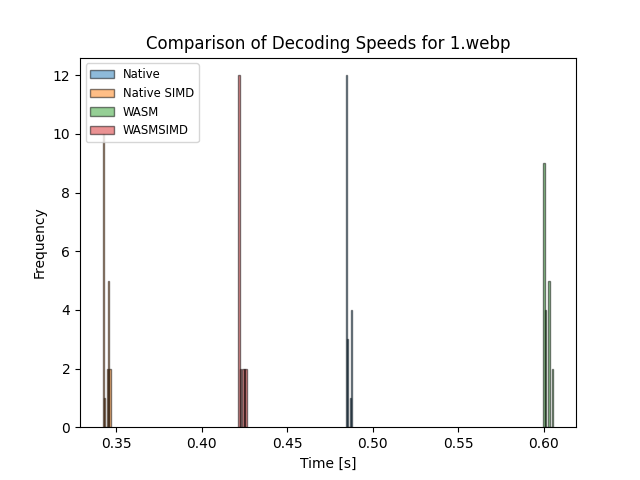 Comparison of Decoding Speeds for 1.webp
Native
Native SIMD
WASM
WASMSIMD
Frequency
12
10
8
6
4
2
0
0.35 0.40 0.45 0.50 0.55 0.60
Time [s]